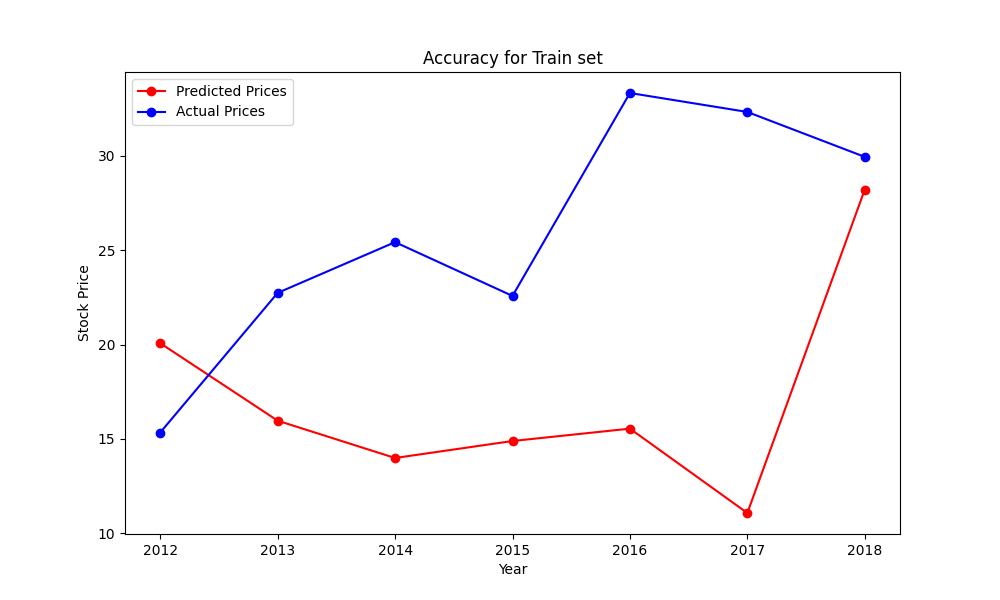 Accuracy for Train set
Predicted Prices
Actual Prices
Stock Price
30
25
20
15
10
2012 2013 2014 2015 2016 2017 2018
Year